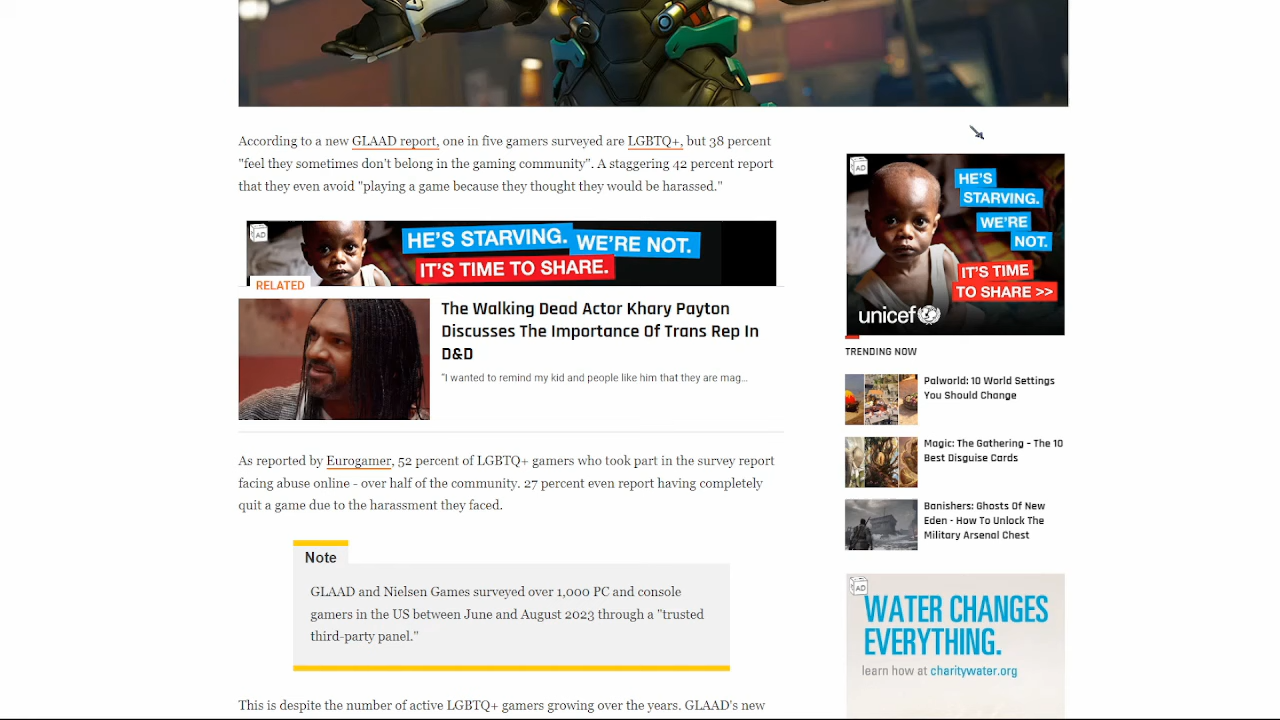 According to a new GLAAD report, one in five gamers surveyed are LGBTQ+, but 38 percent
"feel they sometimes don't belong in the gaming community". A staggering 42 percent report
that they even avoid "playing a game because they thought they would be harassed."
AD
HE'S STARVING. WE'RE NOT.
IT'S TIME TO SHARE.
RELATED
The Walking Dead Actor Khary Payton
Discusses The Importance Of Trans Rep In
D&D
"I wanted to remind my kid and people like him that they are mag...
As reported by Eurogamer, 52 percent of LGBTQ+ gamers who took part in the survey report
facing abuse online - over half of the community. 27 percent even report having completely
quit a game due to the harassment they faced.
Note
GLAAD and Nielsen Games surveyed over 1,000 PC and console
gamers in the US between June and August 2023 through a "trusted
third-party panel."
This is despite the number of active LGBTQ+ gamers growing over the years. GLAAD's new
AD
HE'S
STARVING.
WE'RE
NOT.
IT'S TIME
TO SHARE >>
unicef
TRENDING NOW
Palworld: 10 World Settings
You Should Change
Magic: The Gathering – The 10
Best Disguise Cards
Banishers: Ghosts Of New
Eden - How To Unlock The
Military Arsenal Chest
AD
WATER CHANGES
EVERYTHING.
learn how at charitywater.org